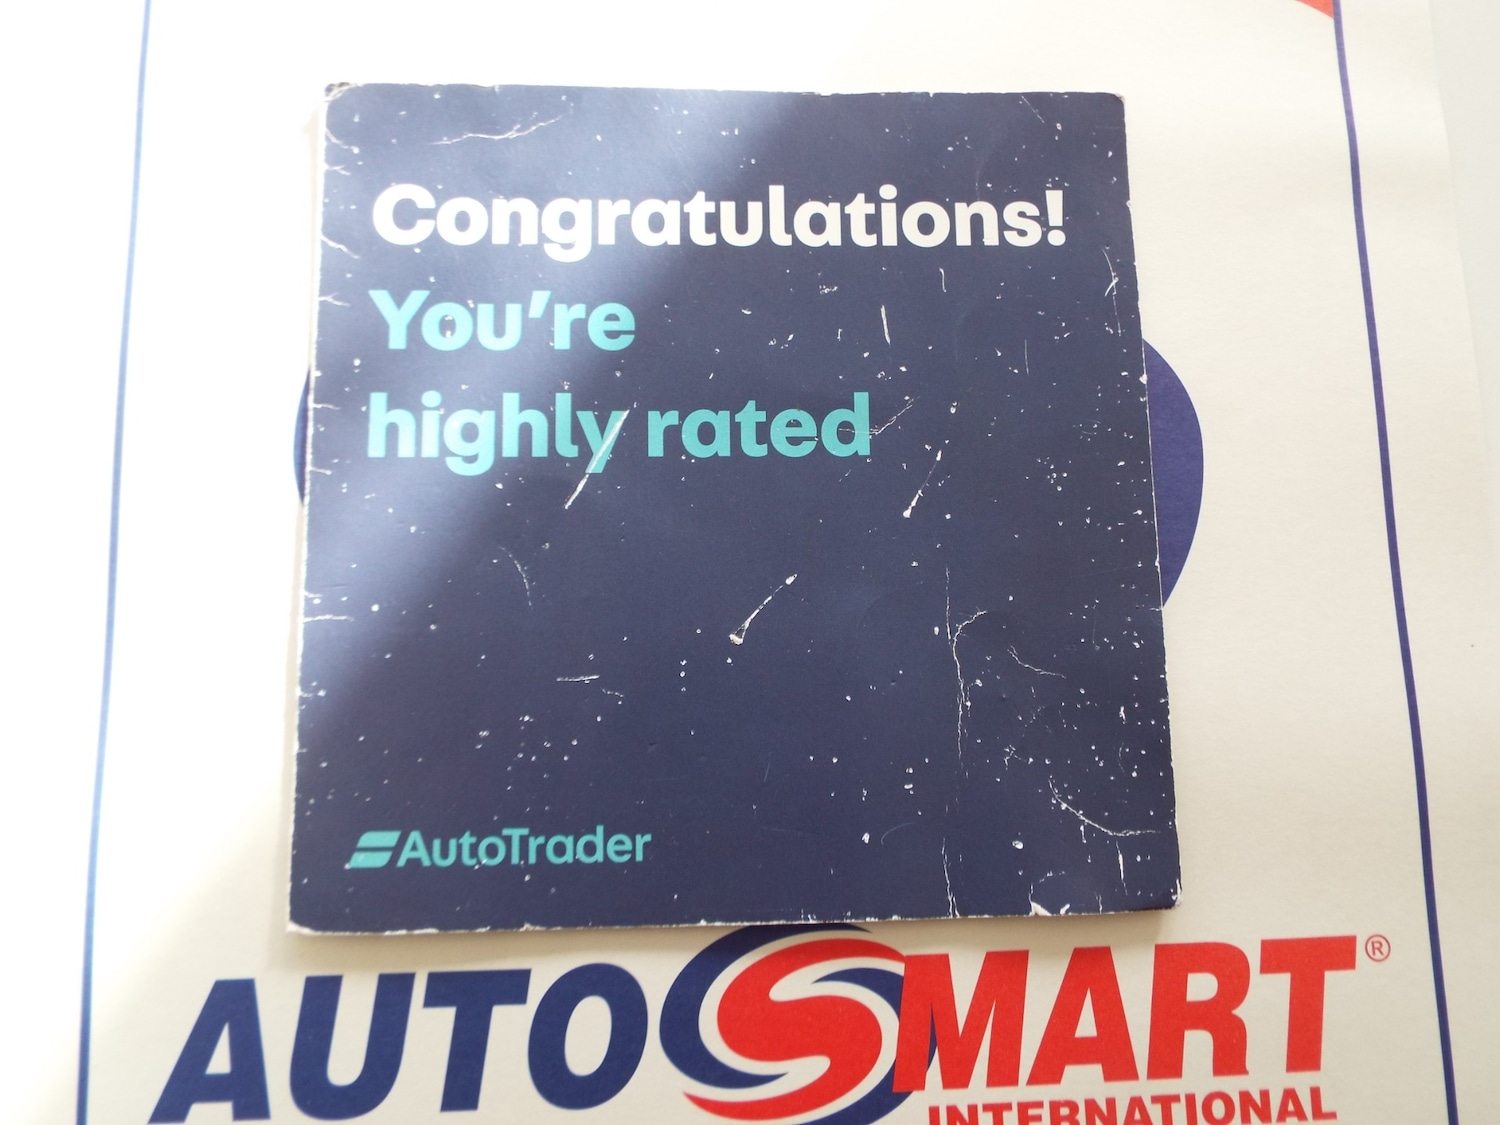 Congratulations!
You're
highly rated
AutoTrader
AUTOSMART®
INTERNATIONAL